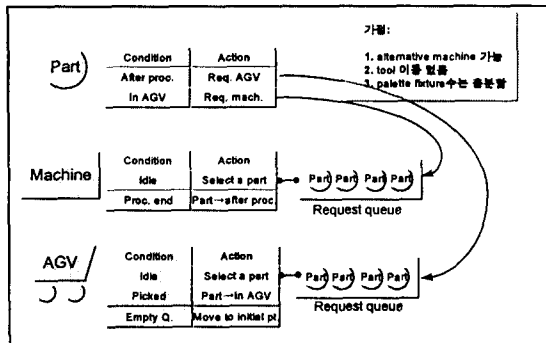 가정:
1. alternative machine 가능
2. tool 이동 없음
3. palette fixture수는 충분함
Part
Condition Action
After proc. Req. AGV
In AGV Req. mach.
Machine
Condition Action
Idle Select a part
Proc. end Part→after proc.
Part Part Part Part
Request queue
AGV
Condition Action
Idle Select a part
Picked Part→In AGV
Empty Q. Move to initial pt.
Part Part Part Part
Request queue